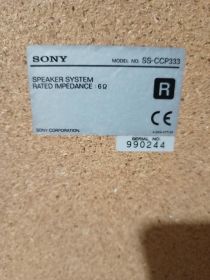 SONY
MODEL NO. SS-CCP333
SPEAKER SYSTEM
RATED IMPEDANCE : 6Ω
R
CE
SONY CORPORATION
SERIAL NO.
990244